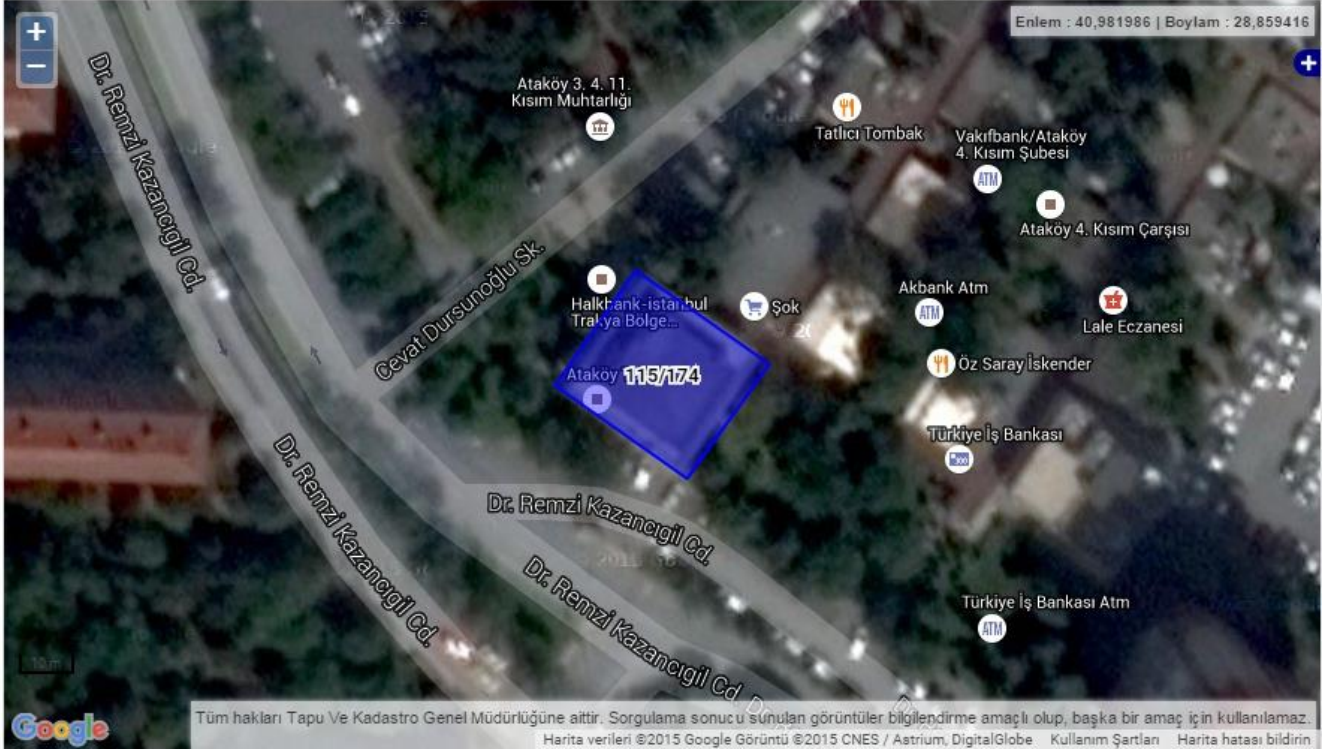 +
Enlem : 40,981986 | Boylam : 28,859416
−
+
Dr. Remzi Kazancıgil Cd.
Ataköy 3. 4. 11.
Kısım Muhtarlığı
Tatlıcı Tombak
Vakıfbank/Ataköy
4. Kısım Şubesi
ATM
Ataköy 4. Kısım Çarşısı
Cevat Dursunoğlu Sk.
Halkbank-istanbul
Trakya Bölge...
Şok
Akbank Atm
ATM
Lale Eczanesi
Öz Saray İskender
Ataköy
115/174
Türkiye İş Bankası
Dr. Remzi Kazancıgil Cd.
Dr. Remzi Kazancıgil Cd.
Dr. Remzi Kazancıgil Cd.
Türkiye İş Bankası Atm
ATM
10 m
Google
Tüm hakları Tapu Ve Kadastro Genel Müdürlüğüne aittir. Sorgulama sonucu sunulan görüntüler bilgilendirme amaçlı olup, başka bir amaç için kullanılamaz.
Harita verileri ©2015 Google Görüntü ©2015 CNES / Astrium, DigitalGlobe Kullanım Şartları Harita hatası bildirin